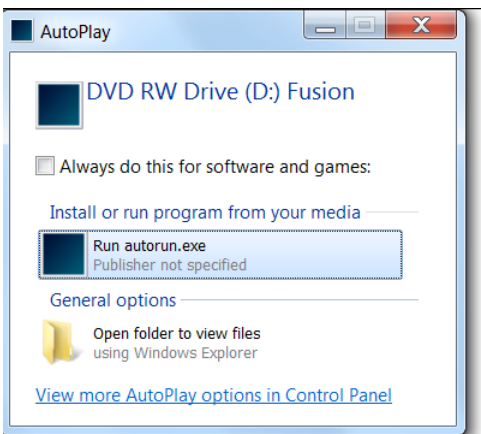 AutoPlay
DVD RW Drive (D:) Fusion
Always do this for software and games:
Install or run program from your media
Run autorun.exe
Publisher not specified
General options
Open folder to view files
using Windows Explorer
View more AutoPlay options in Control Panel